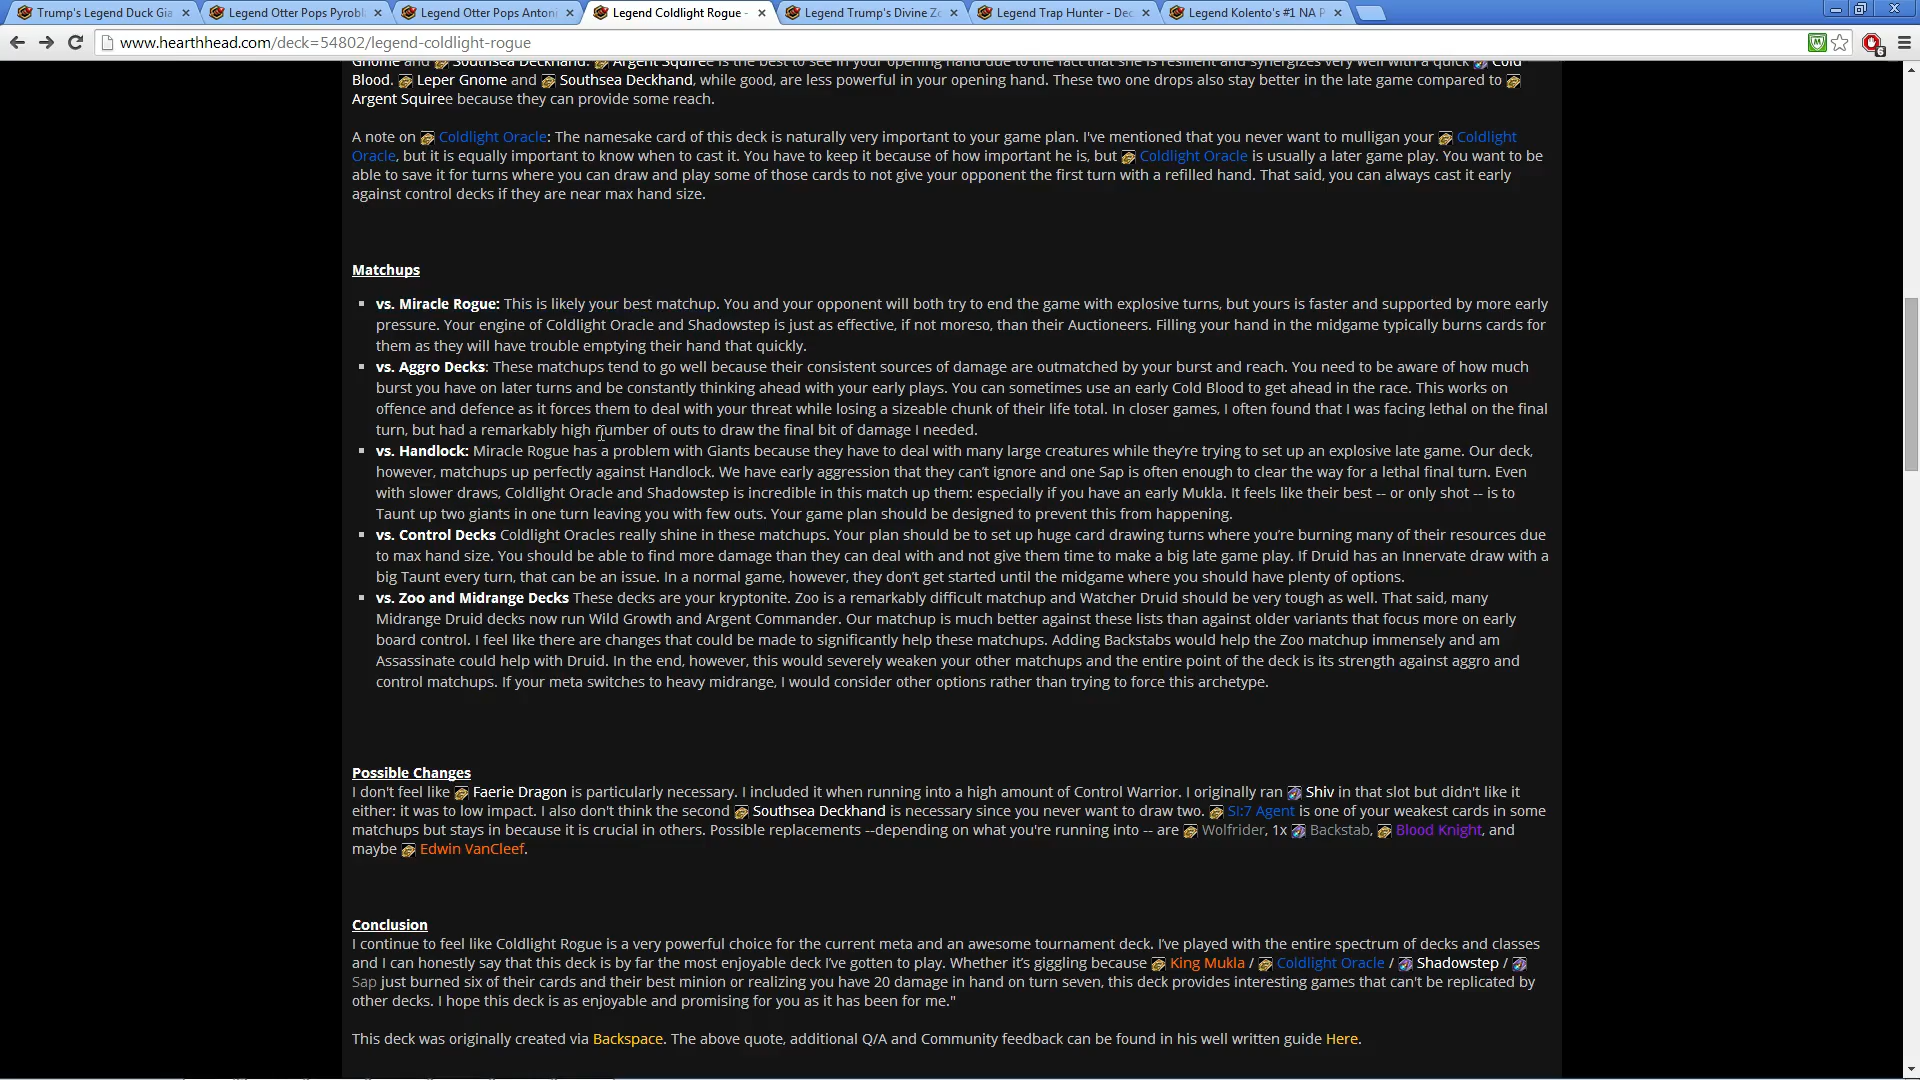 Trump's Legend Duck Gia
Legend Otter Pops Pyrobl
Legend Otter Pops Antoni
Legend Coldlight Rogue -
Legend Trump's Divine Zo
Legend Trap Hunter - Dec
Legend Kolento's #1 NA P
www.hearthhead.com/deck=54802/legend-coldlight-rogue
6
Gnome and Southsea Deckhand. Argent Squiree is the best to see in your opening hand due to the fact that she is resilient and synergizes very well with a quick Cold
Blood. Leper Gnome and Southsea Deckhand, while good, are less powerful in your opening hand. These two one drops also stay better in the late game compared to
Argent Squiree because they can provide some reach.
A note on Coldlight Oracle: The namesake card of this deck is naturally very important to your game plan. I've mentioned that you never want to mulligan your Coldlight
Oracle, but it is equally important to know when to cast it. You have to keep it because of how important he is, but Coldlight Oracle is usually a later game play. You want to be
able to save it for turns where you can draw and play some of those cards to not give your opponent the first turn with a refilled hand. That said, you can always cast it early
against control decks if they are near max hand size.
Matchups
vs. Miracle Rogue: This is likely your best matchup. You and your opponent will both try to end the game with explosive turns, but yours is faster and supported by more early
pressure. Your engine of Coldlight Oracle and Shadowstep is just as effective, if not moreso, than their Auctioneers. Filling your hand in the midgame typically burns cards for
them as they will have trouble emptying their hand that quickly.
vs. Aggro Decks: These matchups tend to go well because their consistent sources of damage are outmatched by your burst and reach. You need to be aware of how much
burst you have on later turns and be constantly thinking ahead with your early plays. You can sometimes use an early Cold Blood to get ahead in the race. This works on
offence and defence as it forces them to deal with your threat while losing a sizeable chunk of their life total. In closer games, I often found that I was facing lethal on the final
turn, but had a remarkably high number of outs to draw the final bit of damage I needed.
vs. Handlock: Miracle Rogue has a problem with Giants because they have to deal with many large creatures while they're trying to set up an explosive late game. Our deck,
however, matchups up perfectly against Handlock. We have early aggression that they can't ignore and one Sap is often enough to clear the way for a lethal final turn. Even
with slower draws, Coldlight Oracle and Shadowstep is incredible in this match up them: especially if you have an early Mukla. It feels like their best -- or only shot -- is to
Taunt up two giants in one turn leaving you with few outs. Your game plan should be designed to prevent this from happening.
vs. Control Decks Coldlight Oracles really shine in these matchups. Your plan should be to set up huge card drawing turns where you're burning many of their resources due
to max hand size. You should be able to find more damage than they can deal with and not give them time to make a big late game play. If Druid has an Innervate draw with a
big Taunt every turn, that can be an issue. In a normal game, however, they don't get started until the midgame where you should have plenty of options.
vs. Zoo and Midrange Decks These decks are your kryptonite. Zoo is a remarkably difficult matchup and Watcher Druid should be very tough as well. That said, many
Midrange Druid decks now run Wild Growth and Argent Commander. Our matchup is much better against these lists than against older variants that focus more on early
board control. I feel like there are changes that could be made to significantly help these matchups. Adding Backstabs would help the Zoo matchup immensely and am
Assassinate could help with Druid. In the end, however, this would severely weaken your other matchups and the entire point of the deck is its strength against aggro and
control matchups. If your meta switches to heavy midrange, I would consider other options rather than trying to force this archetype.
Possible Changes
I don't feel like Faerie Dragon is particularly necessary. I included it when running into a high amount of Control Warrior. I originally ran Shiv in that slot but didn't like it
either: it was to low impact. I also don't think the second Southsea Deckhand is necessary since you never want to draw two. SI:7 Agent is one of your weakest cards in some
matchups but stays in because it is crucial in others. Possible replacements --depending on what you're running into -- are Wolfrider, 1x Backstab, Blood Knight, and
maybe Edwin VanCleef.
Conclusion
I continue to feel like Coldlight Rogue is a very powerful choice for the current meta and an awesome tournament deck. I've played with the entire spectrum of decks and classes
and I can honestly say that this deck is by far the most enjoyable deck I've gotten to play. Whether it's giggling because King Mukla / Coldlight Oracle / Shadowstep /
Sap just burned six of their cards and their best minion or realizing you have 20 damage in hand on turn seven, this deck provides interesting games that can't be replicated by
other decks. I hope this deck is as enjoyable and promising for you as it has been for me."
This deck was originally created via Backspace. The above quote, additional Q/A and Community feedback can be found in his well written guide Here.